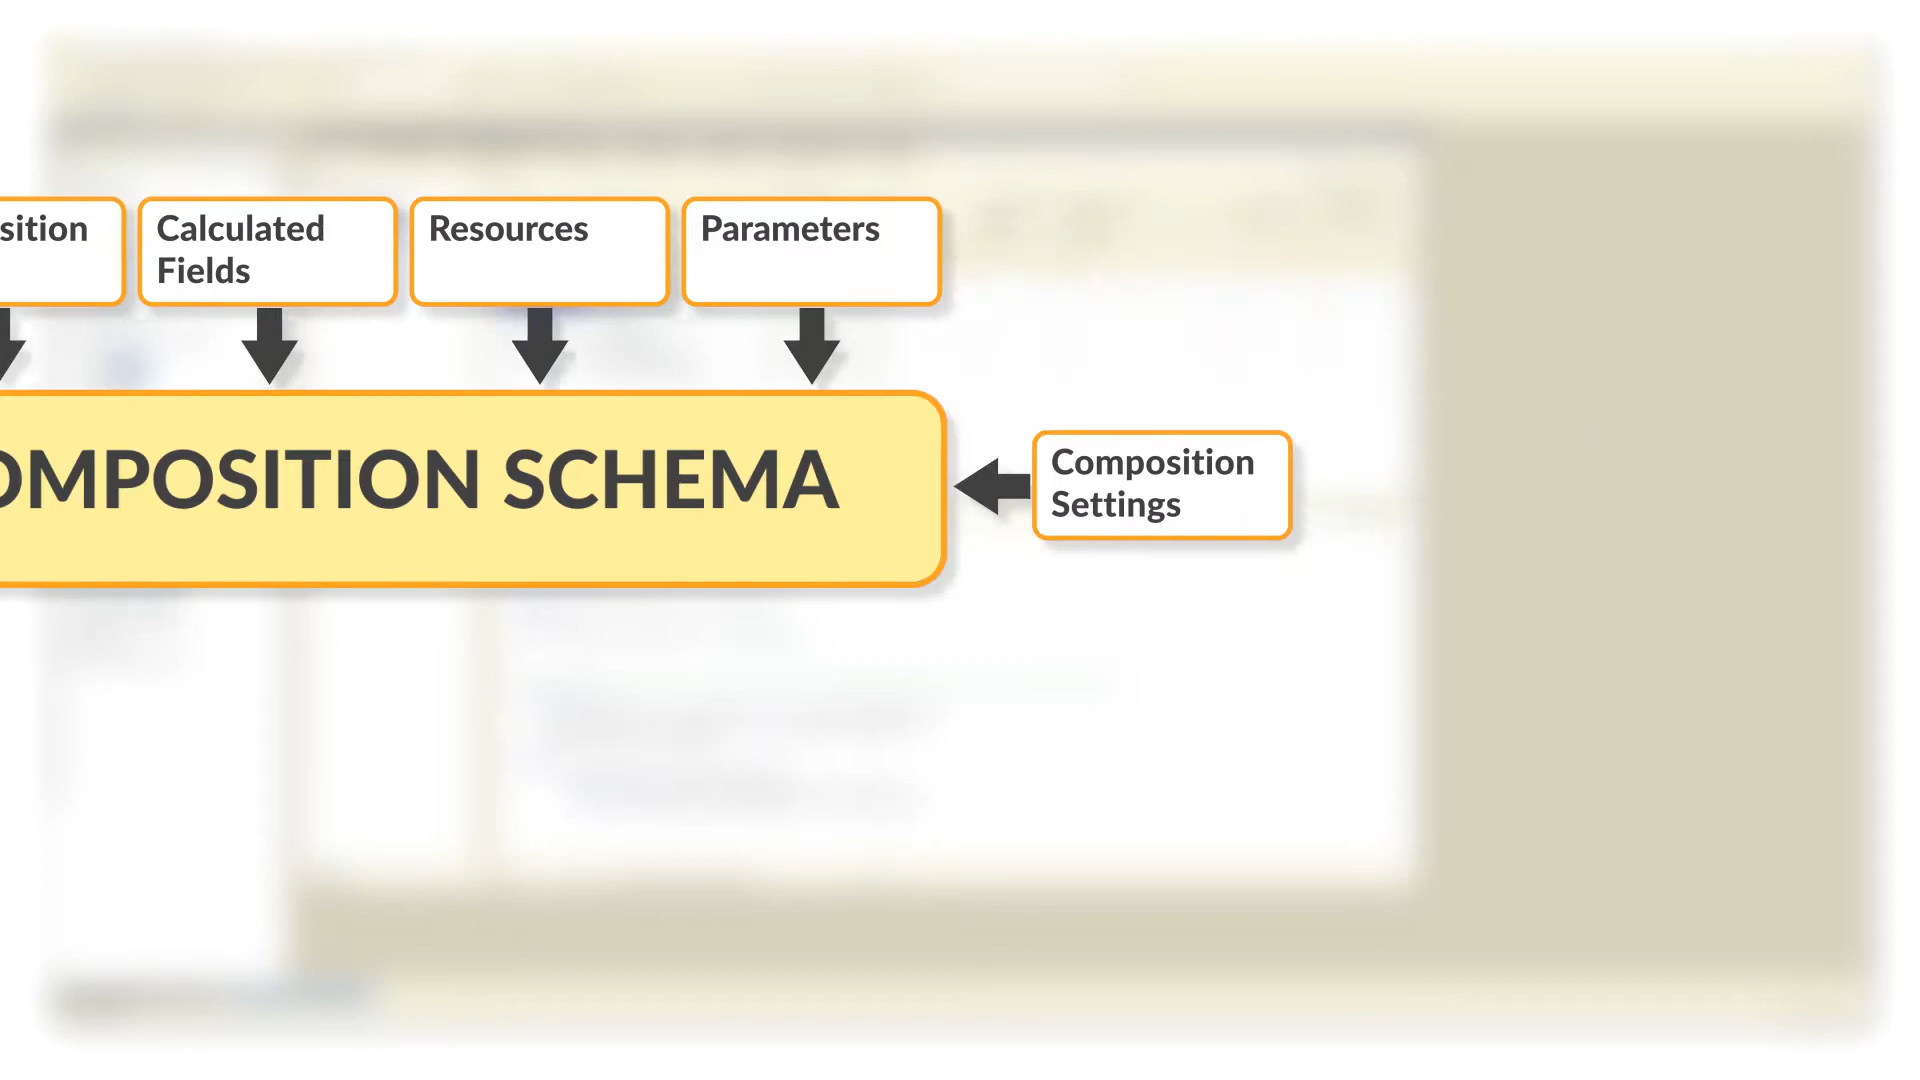 sition
Calculated
Fields
Resources
Parameters
OMPOSITION SCHEMA
Composition
Settings